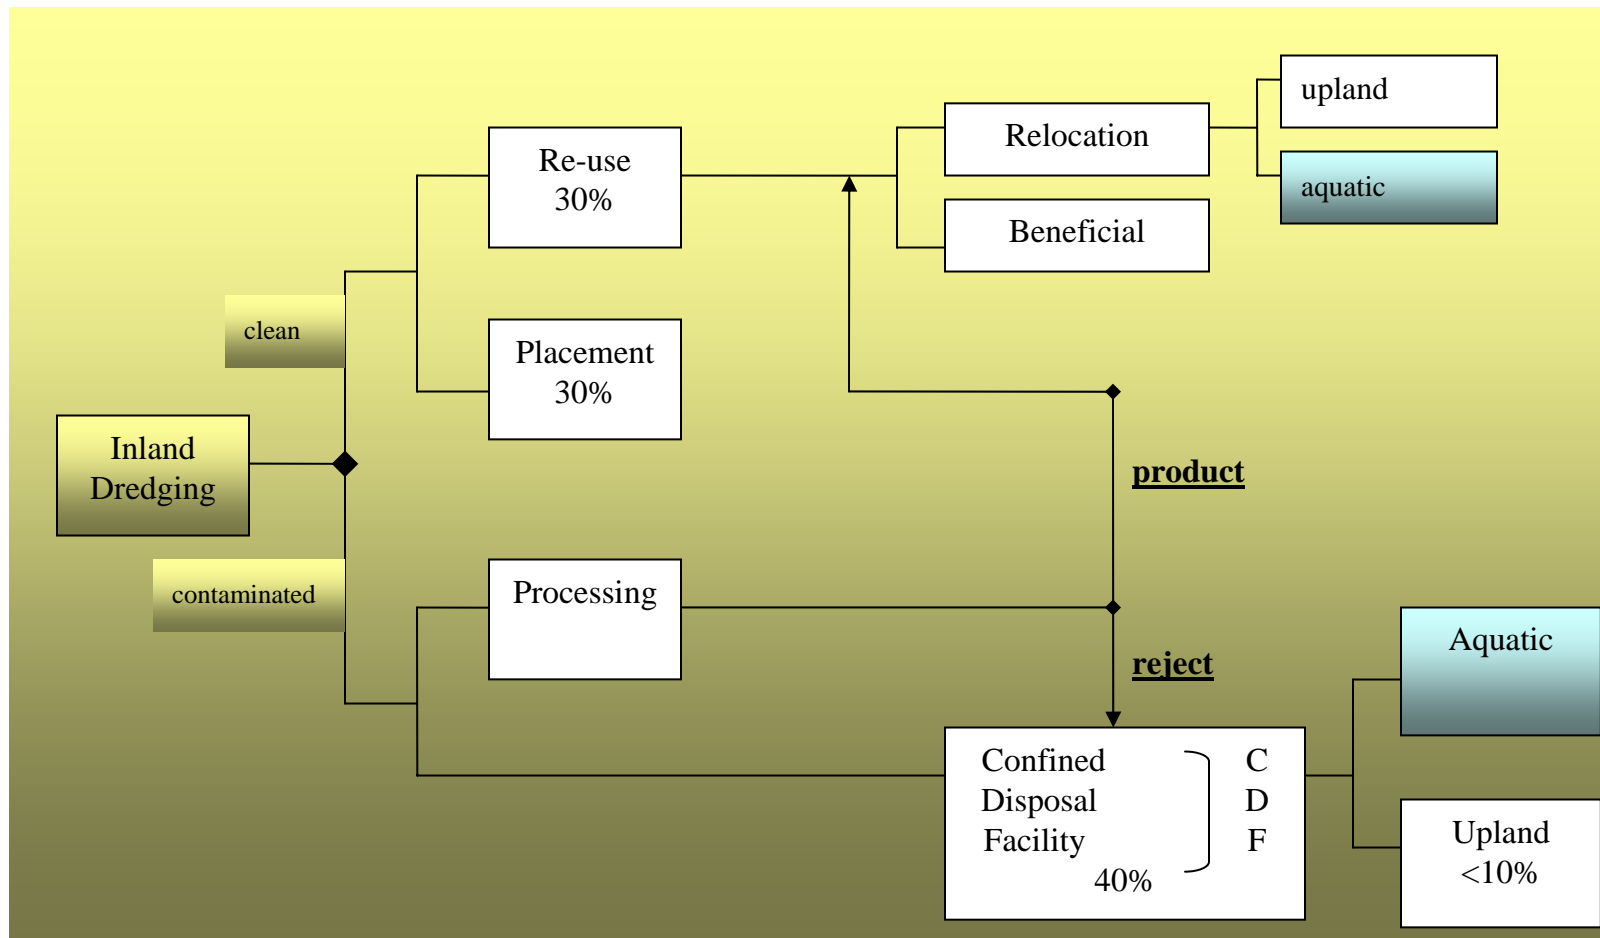 upland
Relocation
Re-use
30%
aquatic
Beneficial
clean
Placement
30%
Inland
Dredging
product
contaminated
Processing
reject
Aquatic
Confined C
Disposal D
Facility F
40%
Upland
<10%